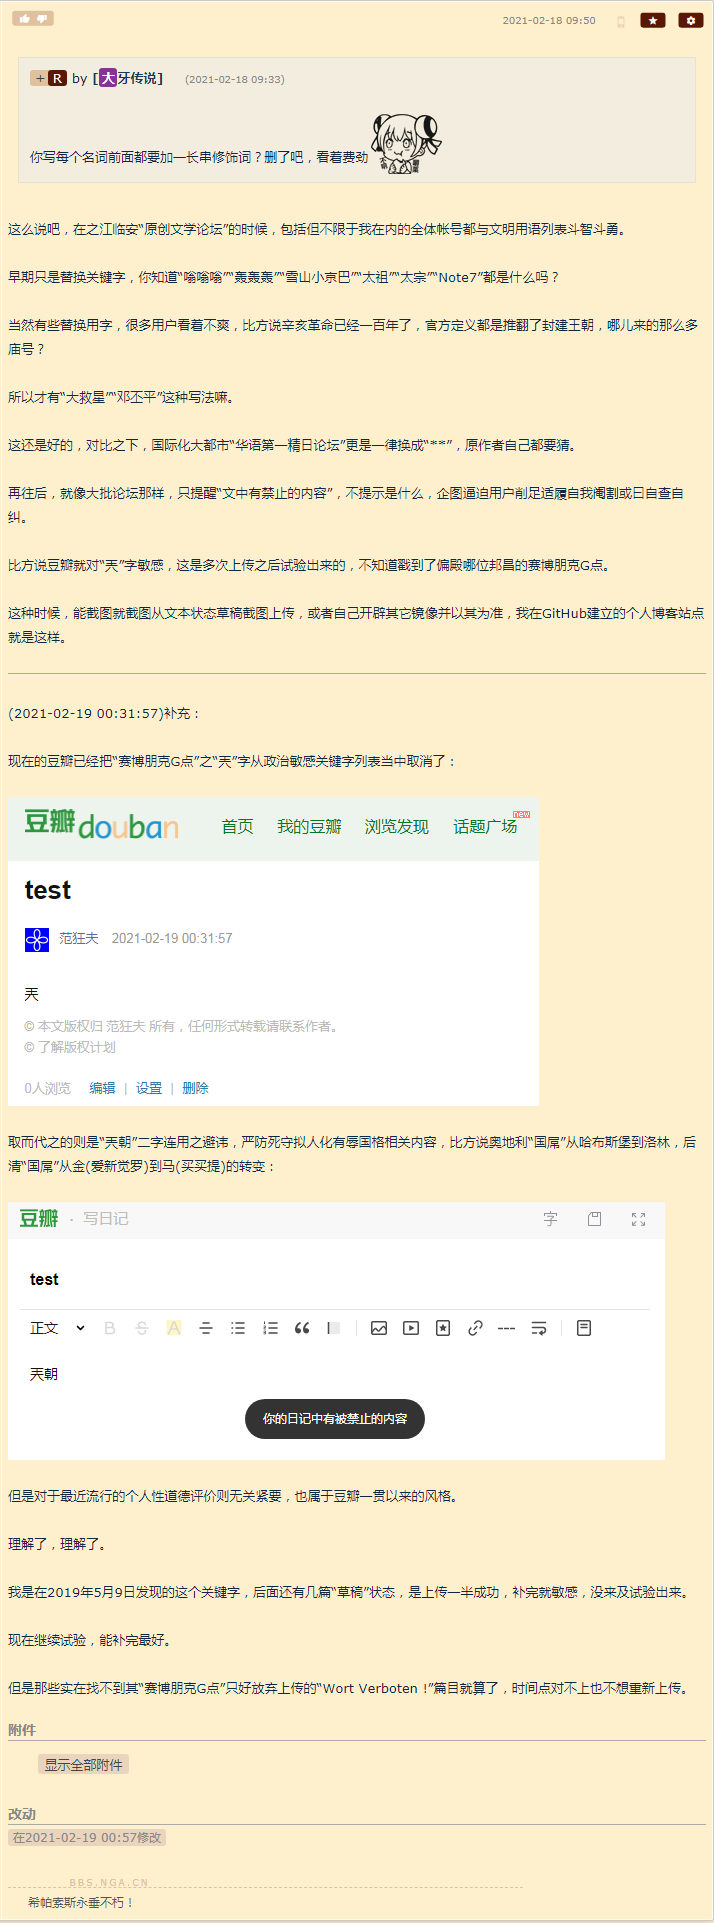 2021-02-18 09:50
+ R by [大牙传说] (2021-02-18 09:33)
你写每个名词前面都要加一长串修饰词？删了吧，看着费劲
这么说吧，在之江临安“原创文学论坛”的时候，包括但不限于我在内的全体帐号都与文明用语列表斗智斗勇。
早期只是替换关键字，你知道“嗡嗡嗡”“轰轰轰”“雪山小京巴”“太祖”“太宗”“Note7”都是什么吗？
当然有些替换用字，很多用户看着不爽，比方说辛亥革命已经一百年了，官方定义都是推翻了封建王朝，哪儿来的那么多
庙号？
所以才有“大救星”“邓丕平”这种写法嘛。
这还是好的，对比之下，国际化大都市“华语第一精日论坛”更是一律换成“**”，原作者自己都要猜。
再往后，就像大批论坛那样，只提醒“文中有禁止的内容”，不提示是什么，企图逼迫用户削足适履自我阉割或曰自查自
纠。
比方说豆瓣就对“兲”字敏感，这是多次上传之后试验出来的，不知道戳到了偏殿哪位邦昌的赛博朋克G点。
这种时候，能截图就截图从文本状态草稿截图上传，或者自己开辟其它镜像并以其为准，我在GitHub建立的个人博客站点
就是这样。
(2021-02-19 00:31:57)补充：
现在的豆瓣已经把“赛博朋克G点”之“兲”字从政治敏感关键字列表当中取消了：
豆瓣douban 首页 我的豆瓣 浏览发现 话题广场 new
test
范狂夫 2021-02-19 00:31:57
兲
© 本文版权归 范狂夫 所有，任何形式转载请联系作者。
© 了解版权计划
0人浏览 编辑 | 设置 | 删除
取而代之的则是“兲朝”二字连用之避讳，严防死守拟人化有辱国格相关内容，比方说奥地利“国屌”从哈布斯堡到洛林，后
清“国屌”从金(爱新觉罗)到马(买买提)的转变：
豆瓣 · 写日记 字
test
正文 B S A
兲朝
你的日记中有被禁止的内容
但是对于最近流行的个人性道德评价则无关紧要，也属于豆瓣一贯以来的风格。
理解了，理解了。
我是在2019年5月9日发现的这个关键字，后面还有几篇“草稿”状态，是上传一半成功，补完就敏感，没来及试验出来。
现在继续试验，能补完最好。
但是那些实在找不到其“赛博朋克G点”只好放弃上传的“Wort Verboten！”篇目就算了，时间点对不上也不想重新上传。
附件
显示全部附件
改动
在2021-02-19 00:57修改
BBS.NGA.CN
希帕索斯永垂不朽！